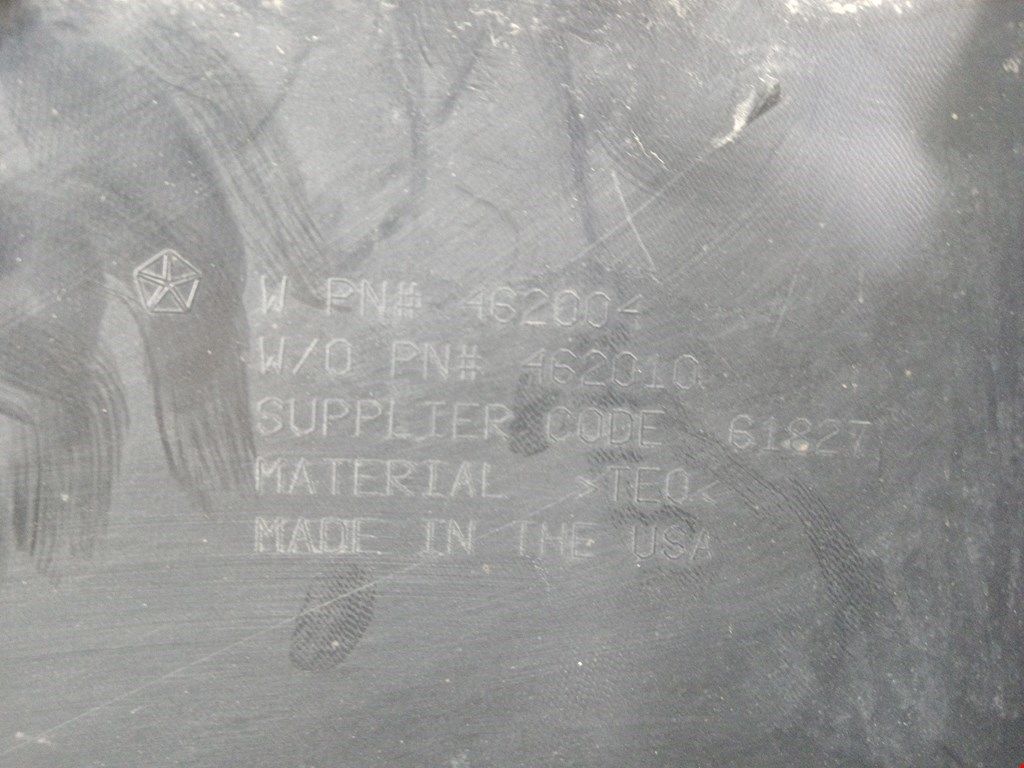 W PN# 462004
W/O PN# 462010
SUPPLIER CODE 61827
MATERIAL >TEO<
MADE IN THE USA